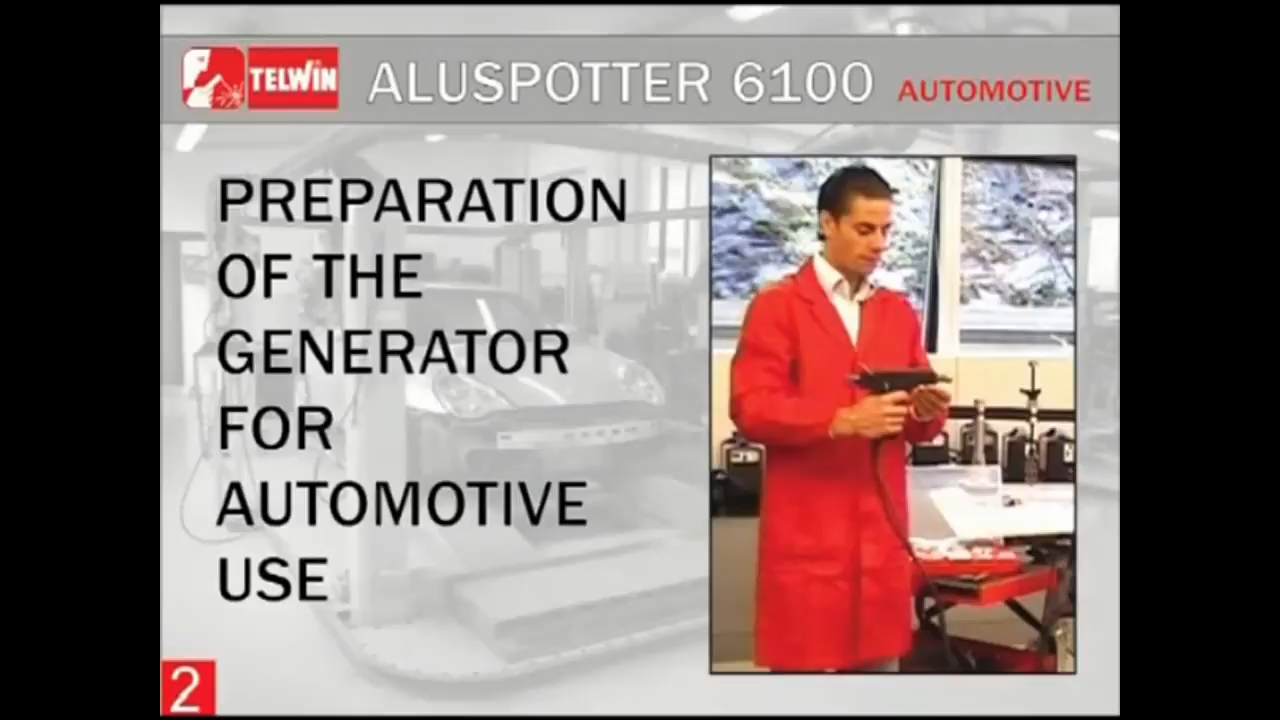 TELWIN ALUSPOTTER 6100 AUTOMOTIVE
PREPARATION
OF THE
GENERATOR
FOR
AUTOMOTIVE
USE
2